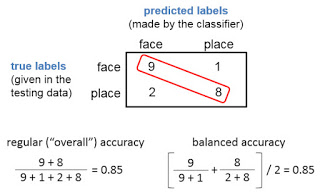 predicted labels
(made by the classifier)
face place
true labels
(given in the
testing data)
face 9 1
place 2 8
regular ("overall") accuracy
9 + 8
9 + 1 + 2 + 8
= 0.85
balanced accuracy
[ 9
9 + 1
+ 8
2 + 8
] / 2 = 0.85